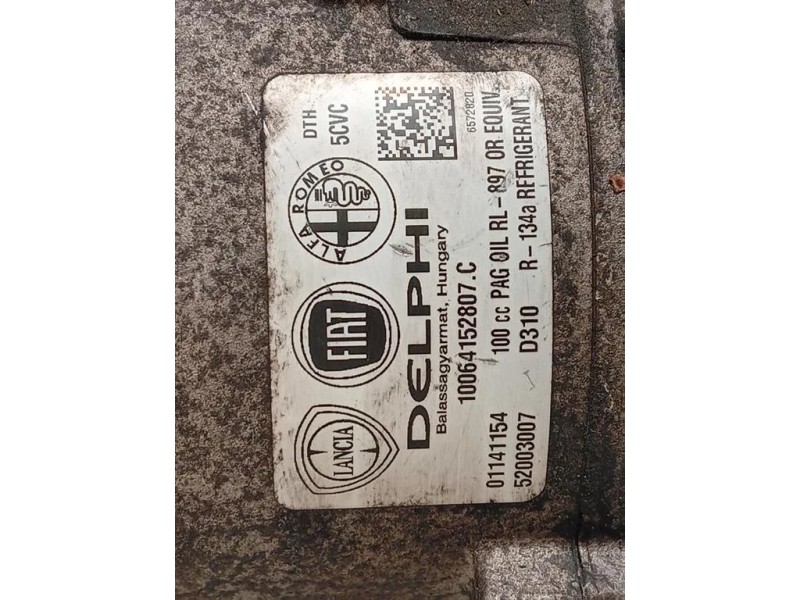 LANCIA
FIAT
ALFA ROMEO
DTH
5CVC
DELPHI
Balassagyarmat, Hungary
10064152807.C
6572820
01141154
100 cc PAG OIL RL-897 OR EQUIV.
52003007
D310
R-134a REFRIGERANT